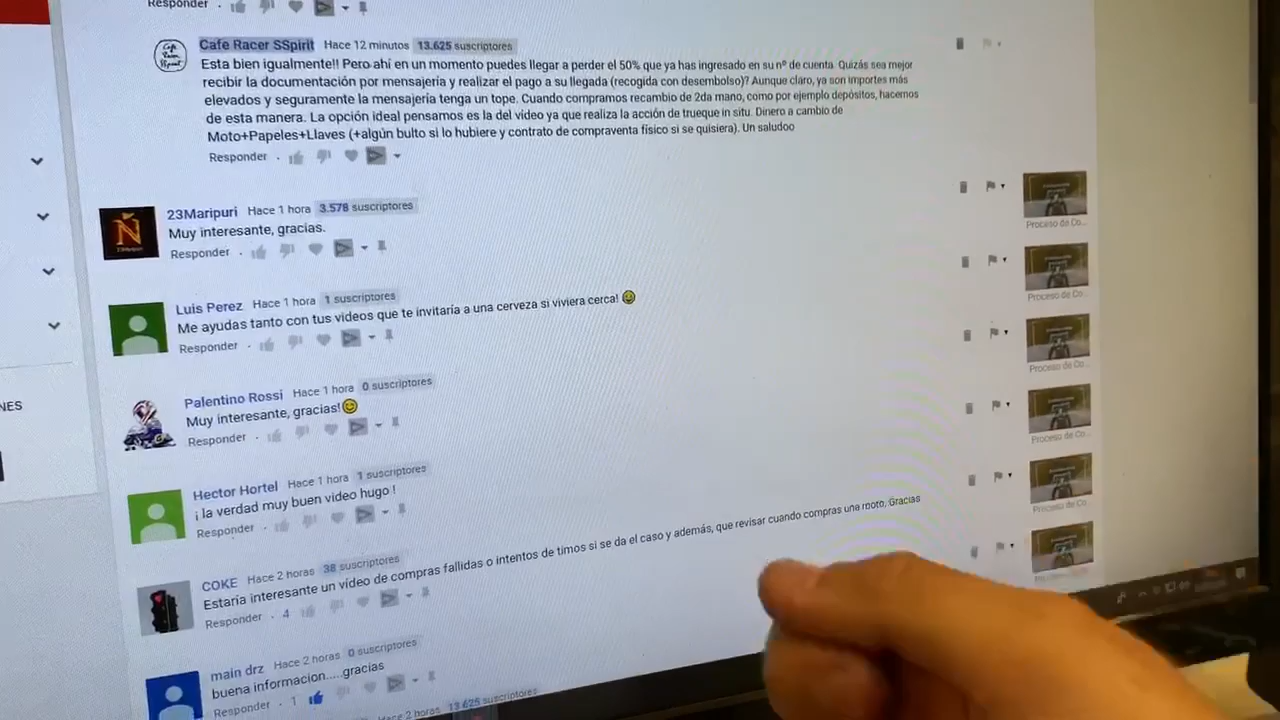 Responder
Cafe Racer SSpirit Hace 12 minutos 13.625 suscriptores
Esta bien igualmente!! Pero ahí en un momento puedes llegar a perder el 50% que ya has ingresado en su nº de cuenta. Quizás sea mejor
recibir la documentación por mensajería y realizar el pago a su llegada (recogida con desembolso)? Aunque claro, ya son importes más
elevados y seguramente la mensajería tenga un tope. Cuando compramos recambio de 2da mano, como por ejemplo depósitos, hacemos
de esta manera. La opción ideal pensamos es la del video ya que realiza la acción de trueque in situ. Dinero a cambio de
Moto+Papeles+Llaves (+algún bulto si lo hubiere y contrato de compraventa físico si se quisiera). Un saludoo
Responder
23Maripuri Hace 1 hora 3.578 suscriptores
Muy interesante, gracias.
Responder
Proceso de Co...
Luis Perez Hace 1 hora 1 suscriptores
Me ayudas tanto con tus videos que te invitaría a una cerveza si viviera cerca!
Responder
Proceso de Co...
Palentino Rossi Hace 1 hora 0 suscriptores
Muy interesante, gracias!
Responder
Proceso de Co...
NES
Hector Hortel Hace 1 hora 1 suscriptores
¡ la verdad muy buen video hugo !
Responder
Proceso de Co...
COKE Hace 2 horas 38 suscriptores
Estaria interesante un vídeo de compras fallidas o intentos de timos si se da el caso y además, que revisar cuando compras una moto, Gracias
Responder 4
Proceso de Co
main drz Hace 2 horas 0 suscriptores
buena informacion.....gracias
Responder 1
Hace 2 horas 13.625 suscriptores